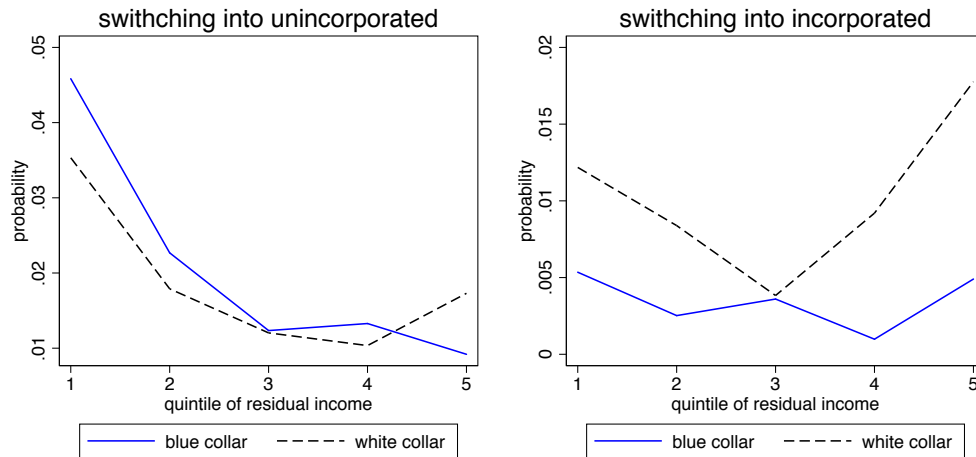 swithching into unincorporated
probability
.05
.04
.03
.02
.01
1 2 3 4 5
quintile of residual income
blue collar white collar
swithching into incorporated
probability
.02
.015
.01
.005
0
1 2 3 4 5
quintile of residual income
blue collar white collar